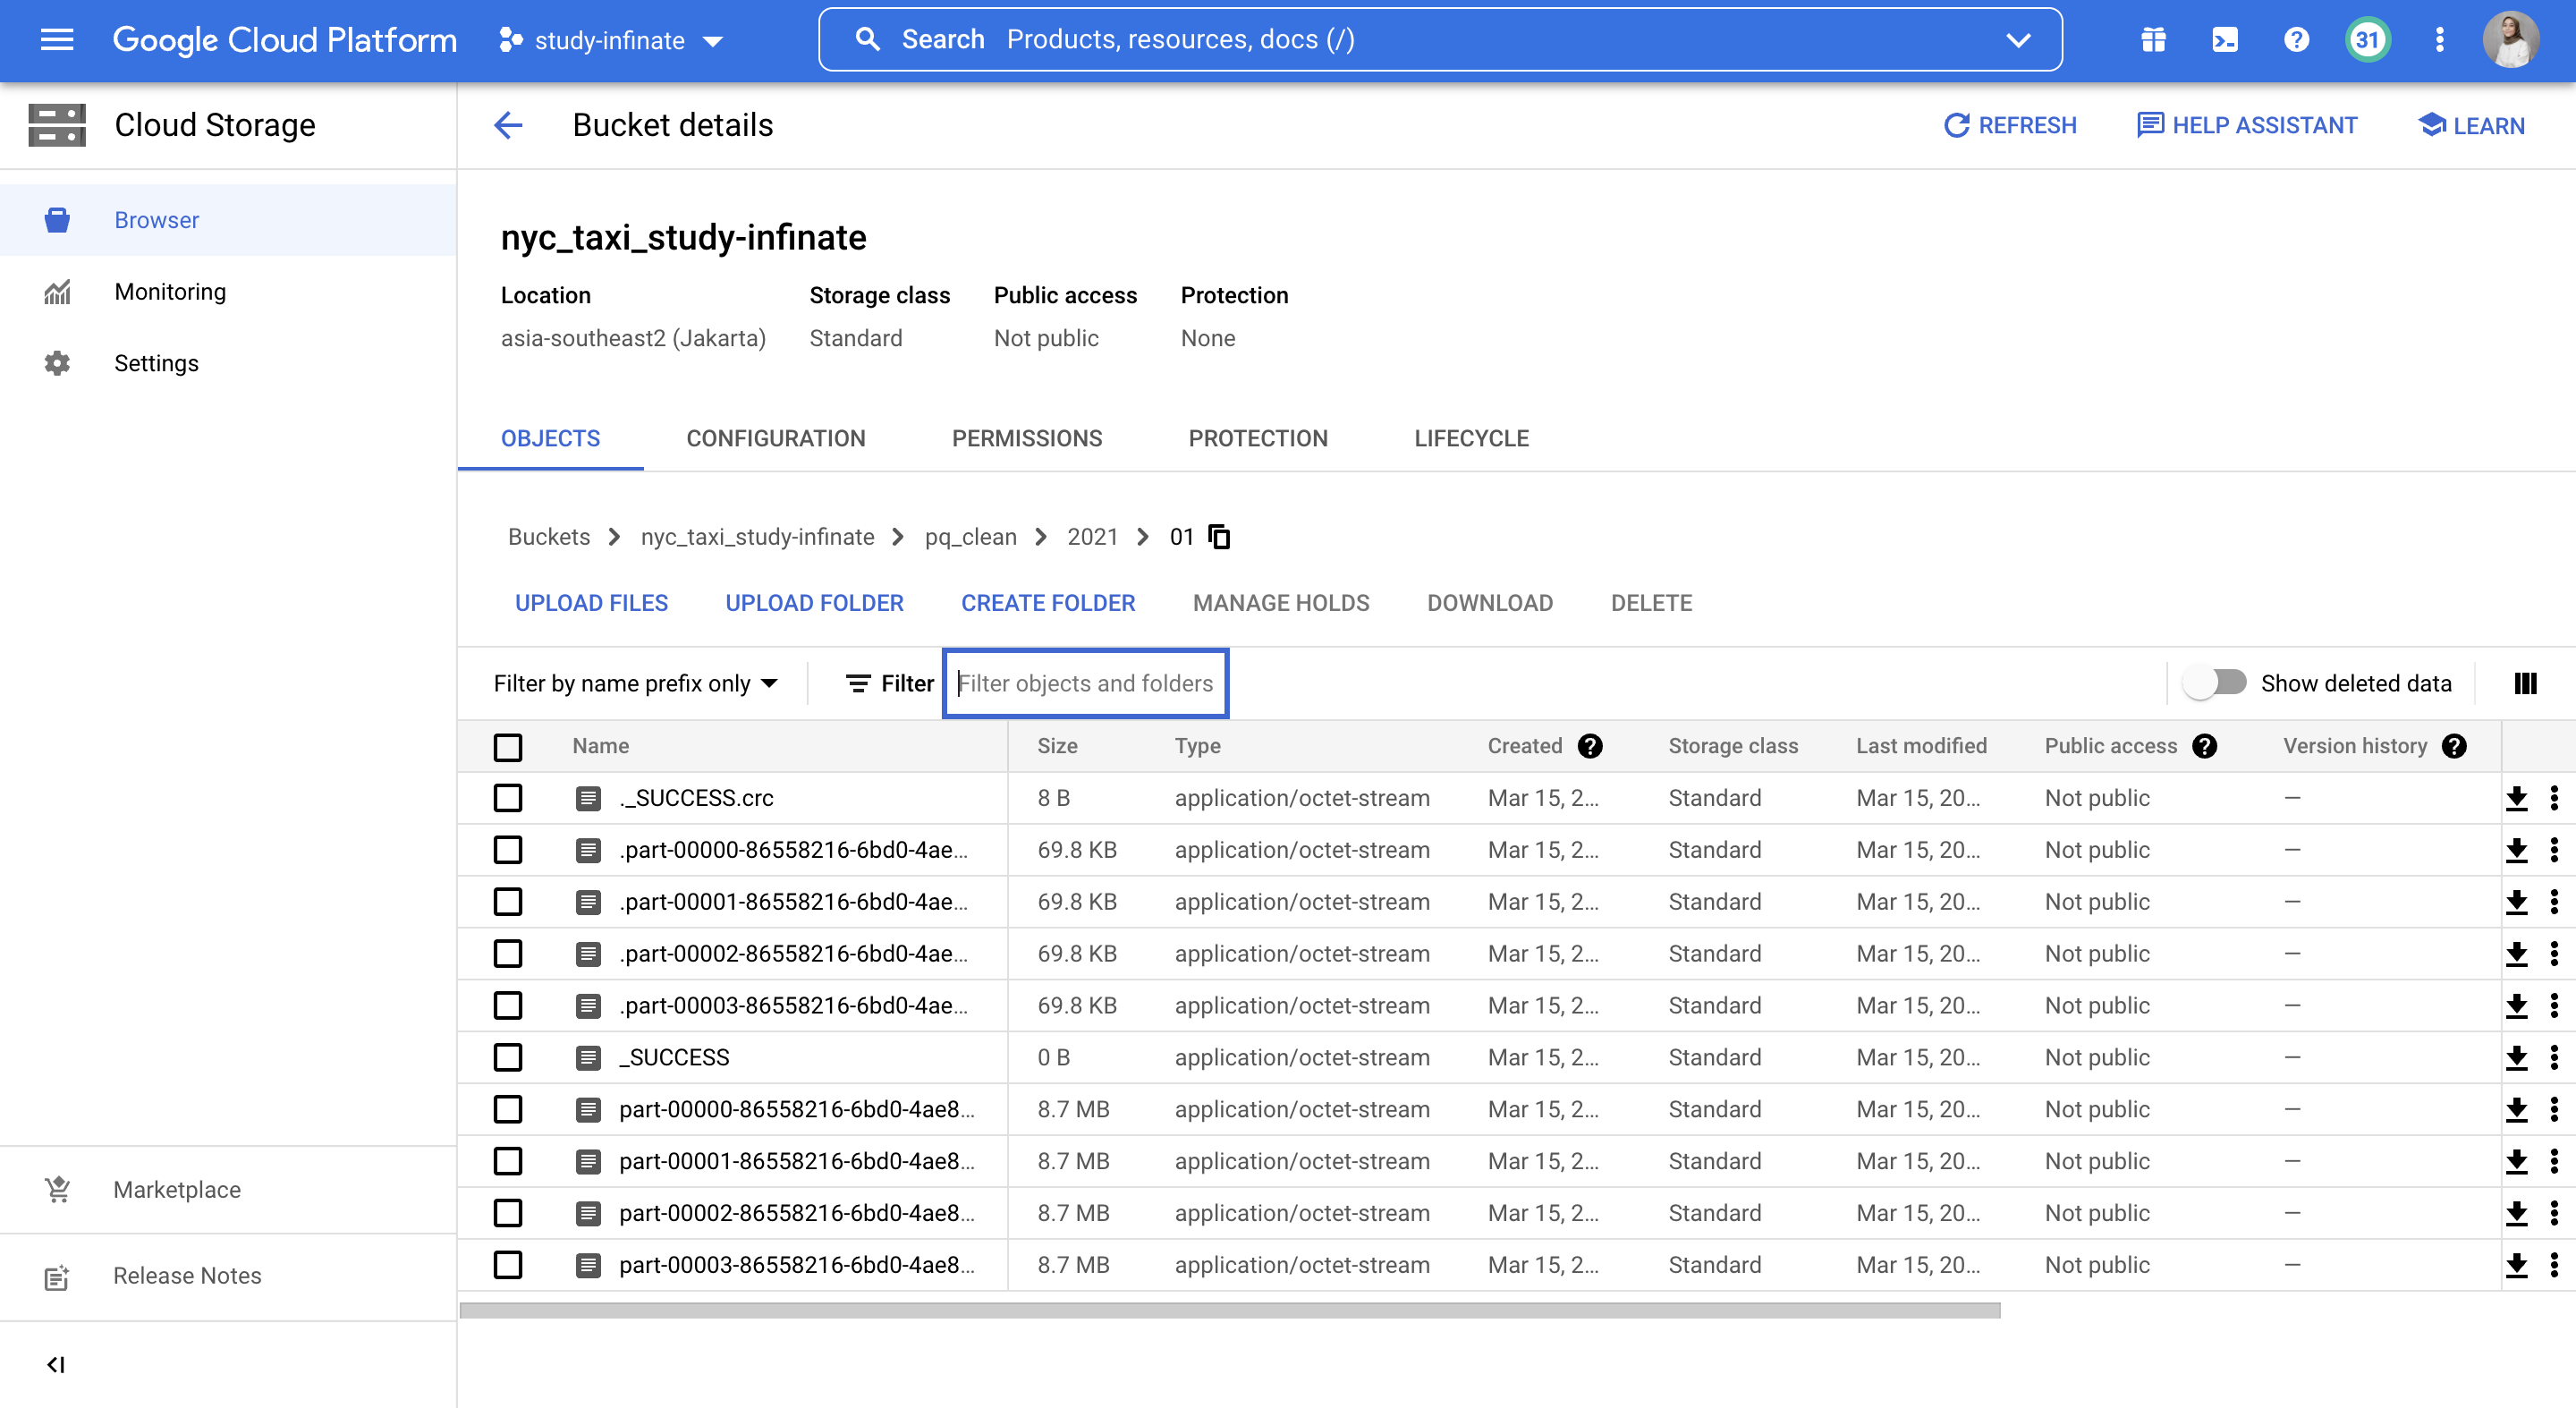 Google Cloud Platform study-infinate Search Products, resources, docs (/) 31
Cloud Storage
Browser
Monitoring
Settings
Marketplace
Release Notes
Bucket details REFRESH HELP ASSISTANT LEARN
nyc_taxi_study-infinate
Location Storage class Public access Protection
asia-southeast2 (Jakarta) Standard Not public None
OBJECTS CONFIGURATION PERMISSIONS PROTECTION LIFECYCLE
Buckets > nyc_taxi_study-infinate > pq_clean > 2021 > 01
UPLOAD FILES UPLOAD FOLDER CREATE FOLDER MANAGE HOLDS DOWNLOAD DELETE
Filter by name prefix only Filter Filter objects and folders Show deleted data
Name Size Type Created Storage class Last modified Public access Version history
._SUCCESS.crc 8 B application/octet-stream Mar 15, 2... Standard Mar 15, 20... Not public —
.part-00000-86558216-6bd0-4ae... 69.8 KB application/octet-stream Mar 15, 2... Standard Mar 15, 20... Not public —
.part-00001-86558216-6bd0-4ae... 69.8 KB application/octet-stream Mar 15, 2... Standard Mar 15, 20... Not public —
.part-00002-86558216-6bd0-4ae... 69.8 KB application/octet-stream Mar 15, 2... Standard Mar 15, 20... Not public —
.part-00003-86558216-6bd0-4ae... 69.8 KB application/octet-stream Mar 15, 2... Standard Mar 15, 20... Not public —
_SUCCESS 0 B application/octet-stream Mar 15, 2... Standard Mar 15, 20... Not public —
part-00000-86558216-6bd0-4ae8... 8.7 MB application/octet-stream Mar 15, 2... Standard Mar 15, 20... Not public —
part-00001-86558216-6bd0-4ae8... 8.7 MB application/octet-stream Mar 15, 2... Standard Mar 15, 20... Not public —
part-00002-86558216-6bd0-4ae8... 8.7 MB application/octet-stream Mar 15, 2... Standard Mar 15, 20... Not public —
part-00003-86558216-6bd0-4ae8... 8.7 MB application/octet-stream Mar 15, 2... Standard Mar 15, 20... Not public —